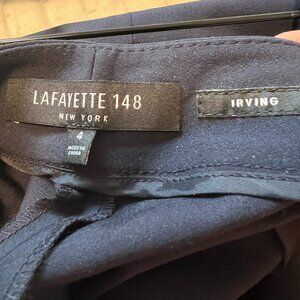 LAFAYETTE 148
NEW YORK
IRVING
4
MADE IN
CHINA